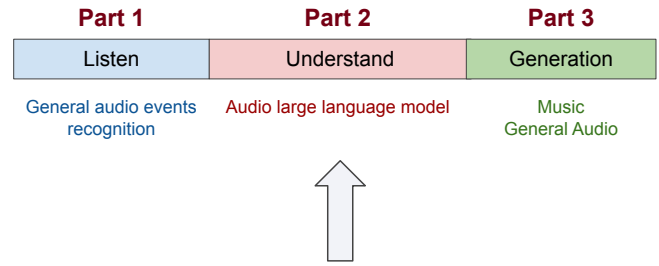 Part 1 Part 2 Part 3
Listen Understand Generation
General audio events Audio large language model Music
recognition General Audio